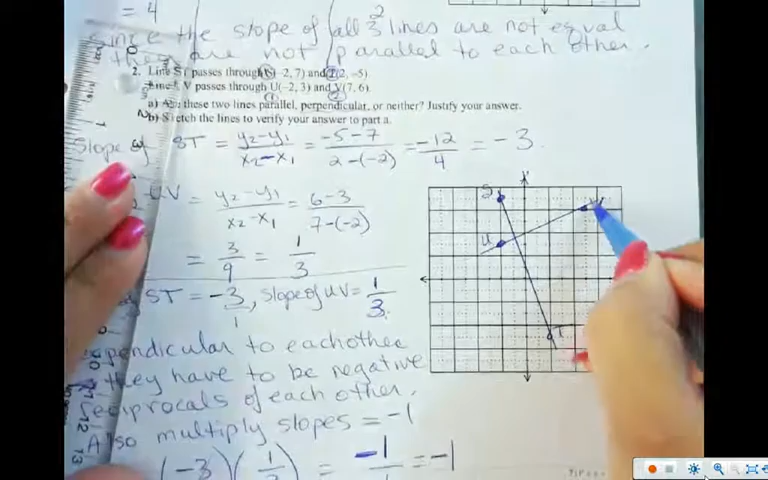 = 4
Since the slope of all 3 lines are not equal
they are not parallel to each other.
2. Line ST passes through S(-2, 7) and T(2, -5)
Line UV passes through U(-2, 3) and V(7, 6).
a) Are these two lines parallel, perpendicular, or neither? Justify your answer.
b) Sketch the lines to verify your answer to part a.
Slope of ST = y₂-y₁ / x₂-x₁ = -5-7 / 2-(-2) = -12 / 4 = -3
UV = y₂-y₁ / x₂-x₁ = 6-3 / 7-(-2)
= 3 / 9 = 1 / 3
ST = -3 / 1, Slope of UV = 1 / 3
S
U
T
y
pendicular to eachother
they have to be negative
reciprocals of each other.
Also multiply slopes = -1
(-3)(1/3) = -1 / 1 = -1